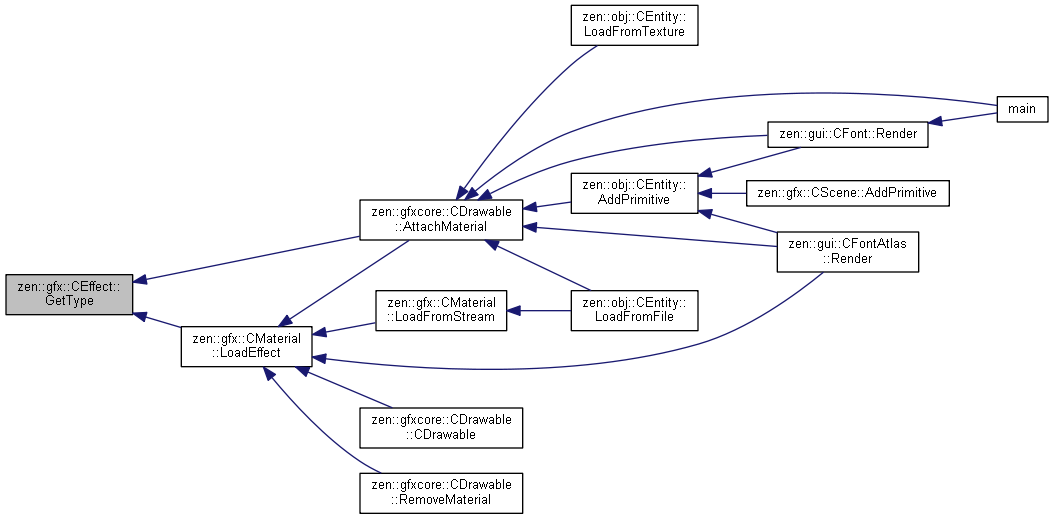 zen::obj::CEntity::
LoadFromTexture
main
zen::gui::CFont::Render
zen::obj::CEntity::
AddPrimitive
zen::gfx::CScene::AddPrimitive
zen::gfxcore::CDrawable
::AttachMaterial
zen::gui::CFontAtlas
::Render
zen::gfx::CEffect::
GetType
zen::gfx::CMaterial
::LoadFromStream
zen::obj::CEntity::
LoadFromFile
zen::gfx::CMaterial
::LoadEffect
zen::gfxcore::CDrawable
::CDrawable
zen::gfxcore::CDrawable
::RemoveMaterial